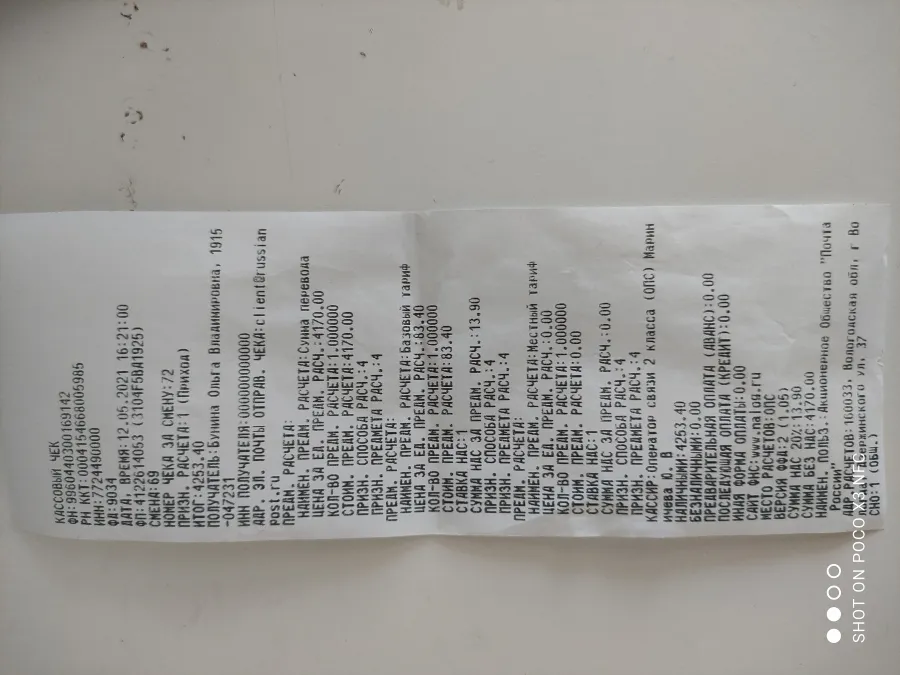 КАССОВЫЙ ЧЕК
ФН:9960440300169142
РН ККТ:0004154668005985
ИНН:7724490000
ФД:9034
ДАТА, ВРЕМЯ:12.05.2021 16:21:00
ФП:4122614053 (3104F5BA1925)
СМЕНА:69
НОМЕР ЧЕКА ЗА СМЕНУ:72
ПРИЗН. РАСЧЕТА:1 (Приход)
ИТОГ:4253.40
ПОЛУЧАТЕЛЬ:Бунина Ольга Владимировна, 1915
-047231
ИНН ПОЛУЧАТЕЛЯ:000000000000
АДР. ЭЛ. ПОЧТЫ ОТПРАВ. ЧЕКА:client@russian
post.ru
ПРЕДМ. РАСЧЕТА:
НАИМЕН. ПРЕДМ. РАСЧЕТА:Сумма перевода
ЦЕНА ЗА ЕД. ПРЕДМ. РАСЧ.:4170.00
КОЛ-ВО ПРЕДМ. РАСЧЕТА:1.000000
СТОИМ. ПРЕДМ. РАСЧЕТА:4170.00
ПРИЗН. СПОСОБА РАСЧ.:4
ПРИЗН. ПРЕДМЕТА РАСЧ.:4
ПРЕДМ. РАСЧЕТА:
НАИМЕН. ПРЕДМ. РАСЧЕТА:Базовый тариф
ЦЕНА ЗА ЕД. ПРЕДМ. РАСЧ.:83.40
КОЛ-ВО ПРЕДМ. РАСЧЕТА:1.000000
СТОИМ. ПРЕДМ. РАСЧЕТА:83.40
СТАВКА НДС:1
СУММА НДС ЗА ПРЕДМ. РАСЧ.:13.90
ПРИЗН. СПОСОБА РАСЧ.:4
ПРИЗН. ПРЕДМЕТА РАСЧ.:4
ПРЕДМ. РАСЧЕТА:
НАИМЕН. ПРЕДМ. РАСЧЕТА:Местный тариф
ЦЕНА ЗА ЕД. ПРЕДМ. РАСЧ.:0.00
КОЛ-ВО ПРЕДМ. РАСЧЕТА:1.000000
СТОИМ. ПРЕДМ. РАСЧЕТА:0.00
СТАВКА НДС:1
СУММА НДС ЗА ПРЕДМ. РАСЧ.:0.00
ПРИЗН. СПОСОБА РАСЧ.:4
ПРИЗН. ПРЕДМЕТА РАСЧ.:4
КАССИР:Оператор связи 2 класса (ОПС) Марин
ичева Ю. В
НАЛИЧНЫМИ:4253.40
БЕЗНАЛИЧНЫМИ:0.00
ПРЕДВАРИТЕЛЬНАЯ ОПЛАТА (АВАНС):0.00
ПОСЛЕДУЮЩАЯ ОПЛАТА (КРЕДИТ):0.00
ИНАЯ ФОРМА ОПЛАТЫ:0.00
САЙТ ФНС:www.nalog.ru
МЕСТО РАСЧЕТОВ:ОПС
ВЕРСИЯ ФФД:2 (1.05)
СУММА НДС 20%:13.90
СУММА БЕЗ НДС:4170.00
НАИМЕН. ПОЛЬЗ.:Акционерное Общество "Почта
России"
РАСЧЕТОВ:160033, Вологодская обл, г Во
Дзержинского ул, 37
СНО:1 (ОБЩ.)
SHOT ON POCO X3 NFC